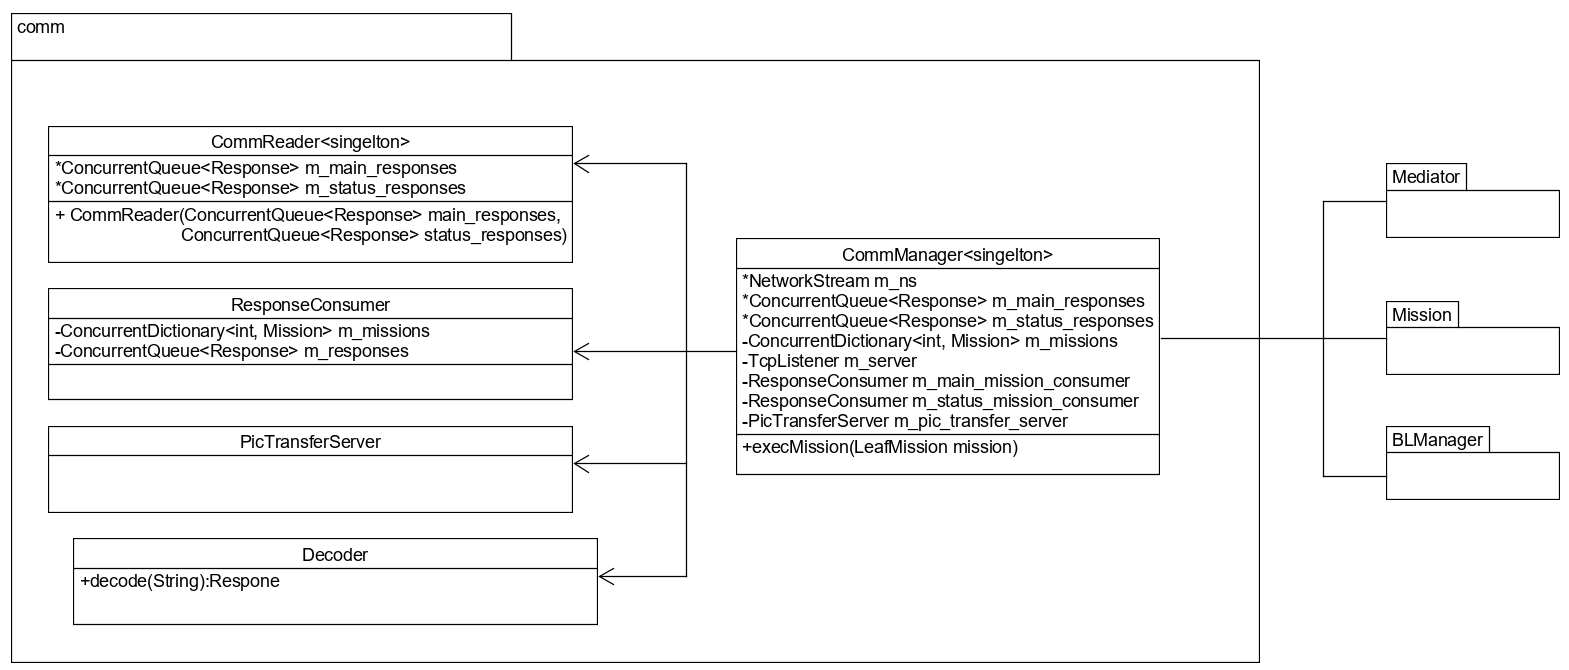 comm
CommReader<singelton>
*ConcurrentQueue<Response> m_main_responses
*ConcurrentQueue<Response> m_status_responses
+ CommReader(ConcurrentQueue<Response> main_responses,
ConcurrentQueue<Response> status_responses)
ResponseConsumer
-ConcurrentDictionary<int, Mission> m_missions
-ConcurrentQueue<Response> m_responses
PicTransferServer
Decoder
+decode(String):Respone
CommManager<singelton>
*NetworkStream m_ns
*ConcurrentQueue<Response> m_main_responses
*ConcurrentQueue<Response> m_status_responses
-ConcurrentDictionary<int, Mission> m_missions
-TcpListener m_server
-ResponseConsumer m_main_mission_consumer
-ResponseConsumer m_status_mission_consumer
-PicTransferServer m_pic_transfer_server
+execMission(LeafMission mission)
Mediator
Mission
BLManager